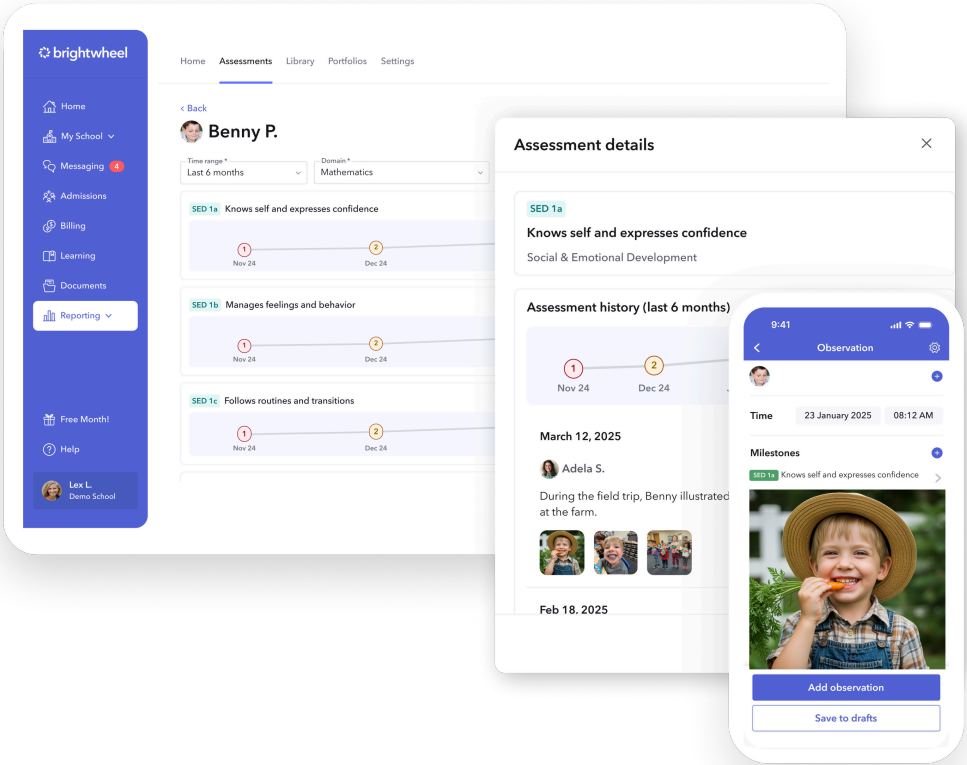 brightwheel
Home
My School
Messaging 4
Admissions
Billing
Learning
Documents
Reporting
Free Month!
Help
Lex L.
Demo School
Home Assessments Library Portfolios Settings
< Back
Benny P.
Time range *
Last 6 months
Domain *
Mathematics
SED 1a Knows self and expresses confidence
1 2
Nov 24 Dec 24
SED 1b Manages feelings and behavior
1 2
Nov 24 Dec 24
SED 1c Follows routines and transitions
1 2
Nov 24 Dec 24
Assessment details
SED 1a
Knows self and expresses confidence
Social & Emotional Development
Assessment history (last 6 months)
1 2
Nov 24 Dec 24
March 12, 2025
Adela S.
During the field trip, Benny illustrated
at the farm.
Feb 18, 2025
9:41
Observation
Time 23 January 2025 08:12 AM
Milestones
SED 1a Knows self and expresses confidence
Add observation
Save to drafts